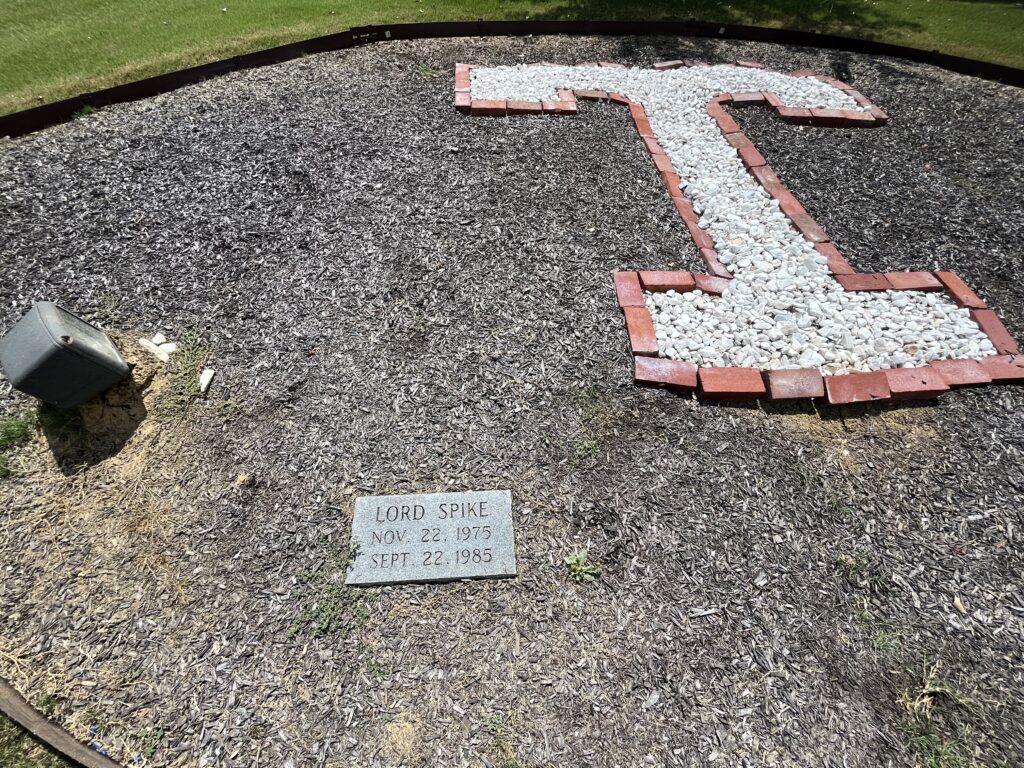 T
LORD SPIKE
NOV. 22, 1975
SEPT. 22, 1985